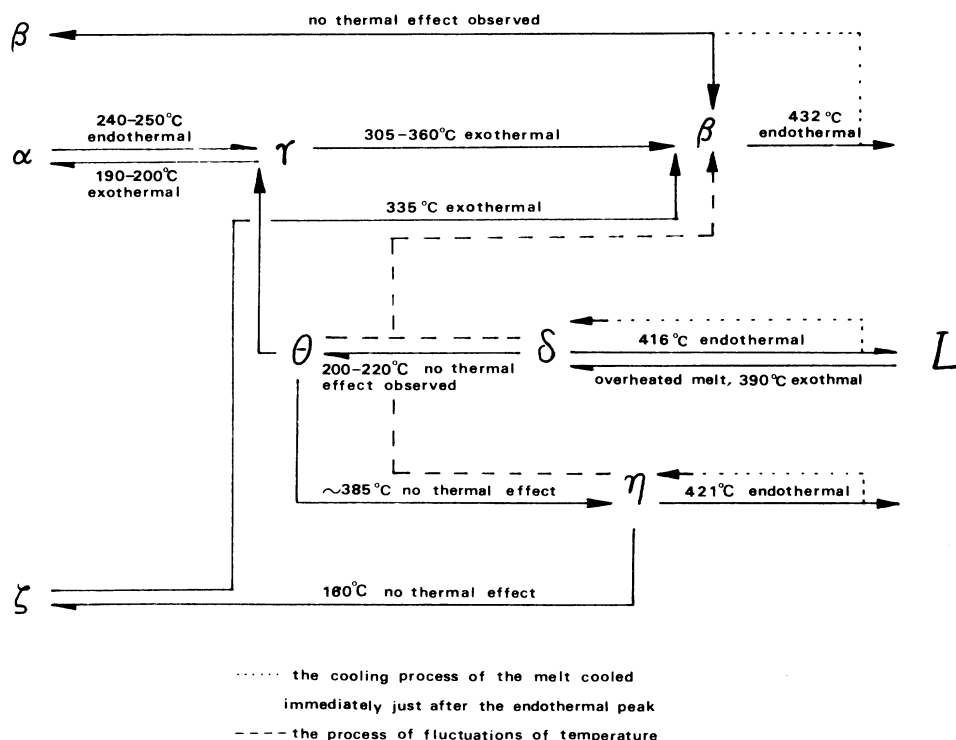 no thermal effect observed
β
240–250°C
endothermal
305–360°C exothermal
β
432°C
endothermal
α
γ
190–200°C
exothermal
335°C exothermal
θ
δ
416°C endothermal
L
200–220°C no thermal
effect observed
overheated melt, 390°C exothmal
~385°C no thermal effect
η
421°C endothermal
ζ
160°C no thermal effect
the cooling process of the melt cooled
immediately just after the endothermal peak
the process of fluctuations of temperature